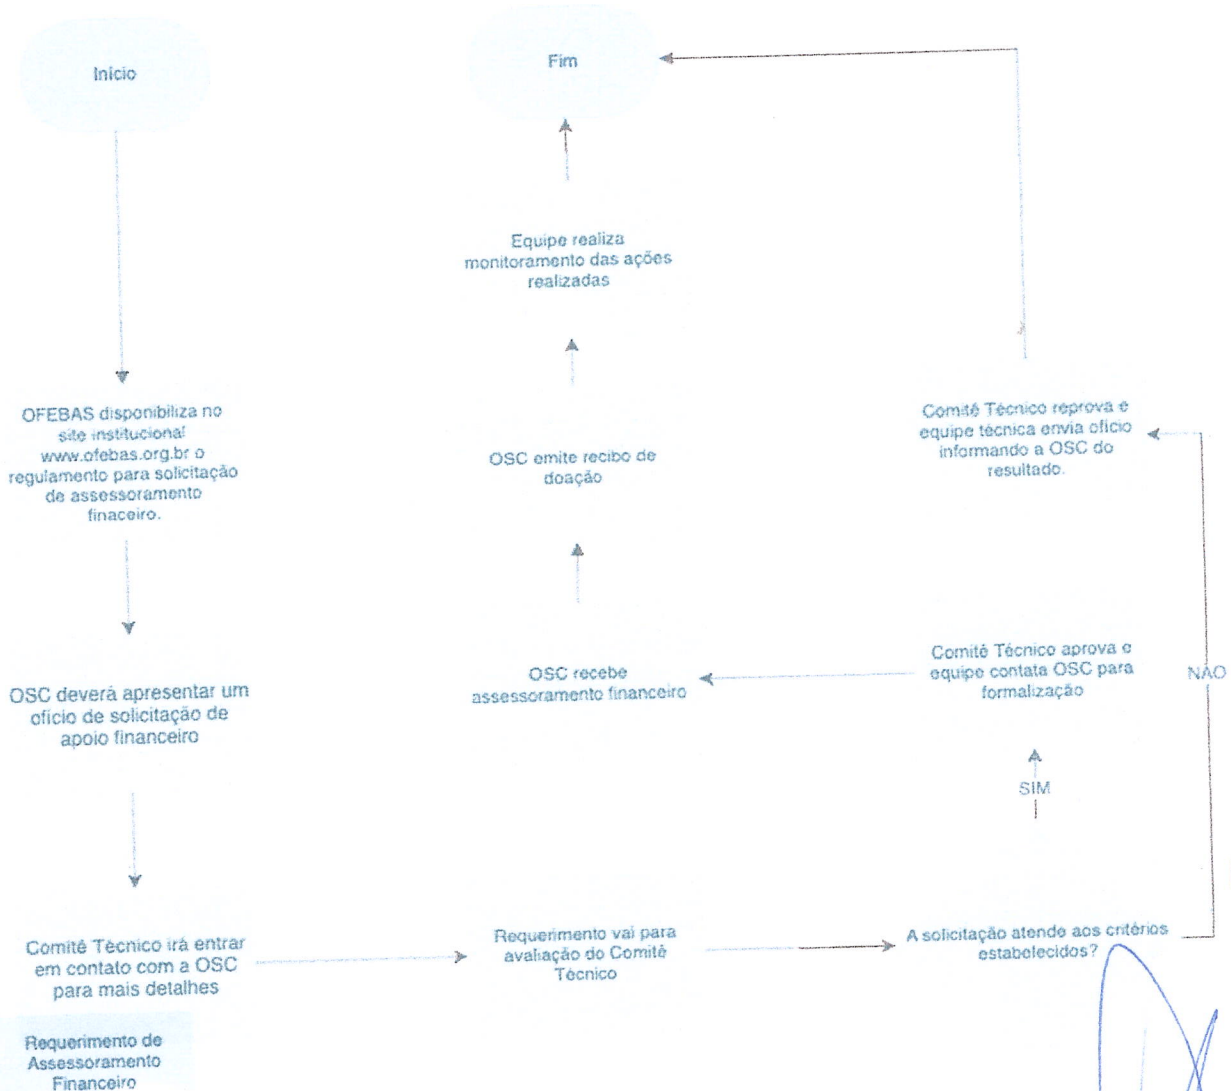 Início
OFEBAS disponibiliza no
site institucional
www.ofebas.org.br o
regulamento para solicitação
de assessoramento
finaceiro.
OSC deverá apresentar um
ofício de solicitação de
apoio financeiro
Comitê Técnico irá entrar
em contato com a OSC
para mais detalhes
Requerimento de
Assessoramento
Financeiro
Requerimento vai para
avaliação do Comitê
Técnico
A solicitação atende aos critérios
estabelecidos?
SIM
Comitê Técnico aprova e
equipe contata OSC para
formalização
OSC recebe
assessoramento financeiro
OSC emite recibo de
doação
Equipe realiza
monitoramento das ações
realizadas
Fim
NÃO
Comitê Técnico reprova e
equipe técnica envia ofício
informando a OSC do
resultado.